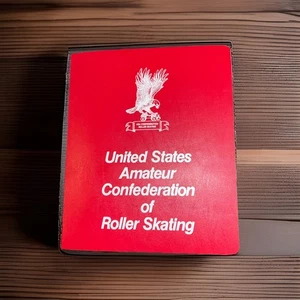 United States
Amateur
Confederation
of
Roller Skating